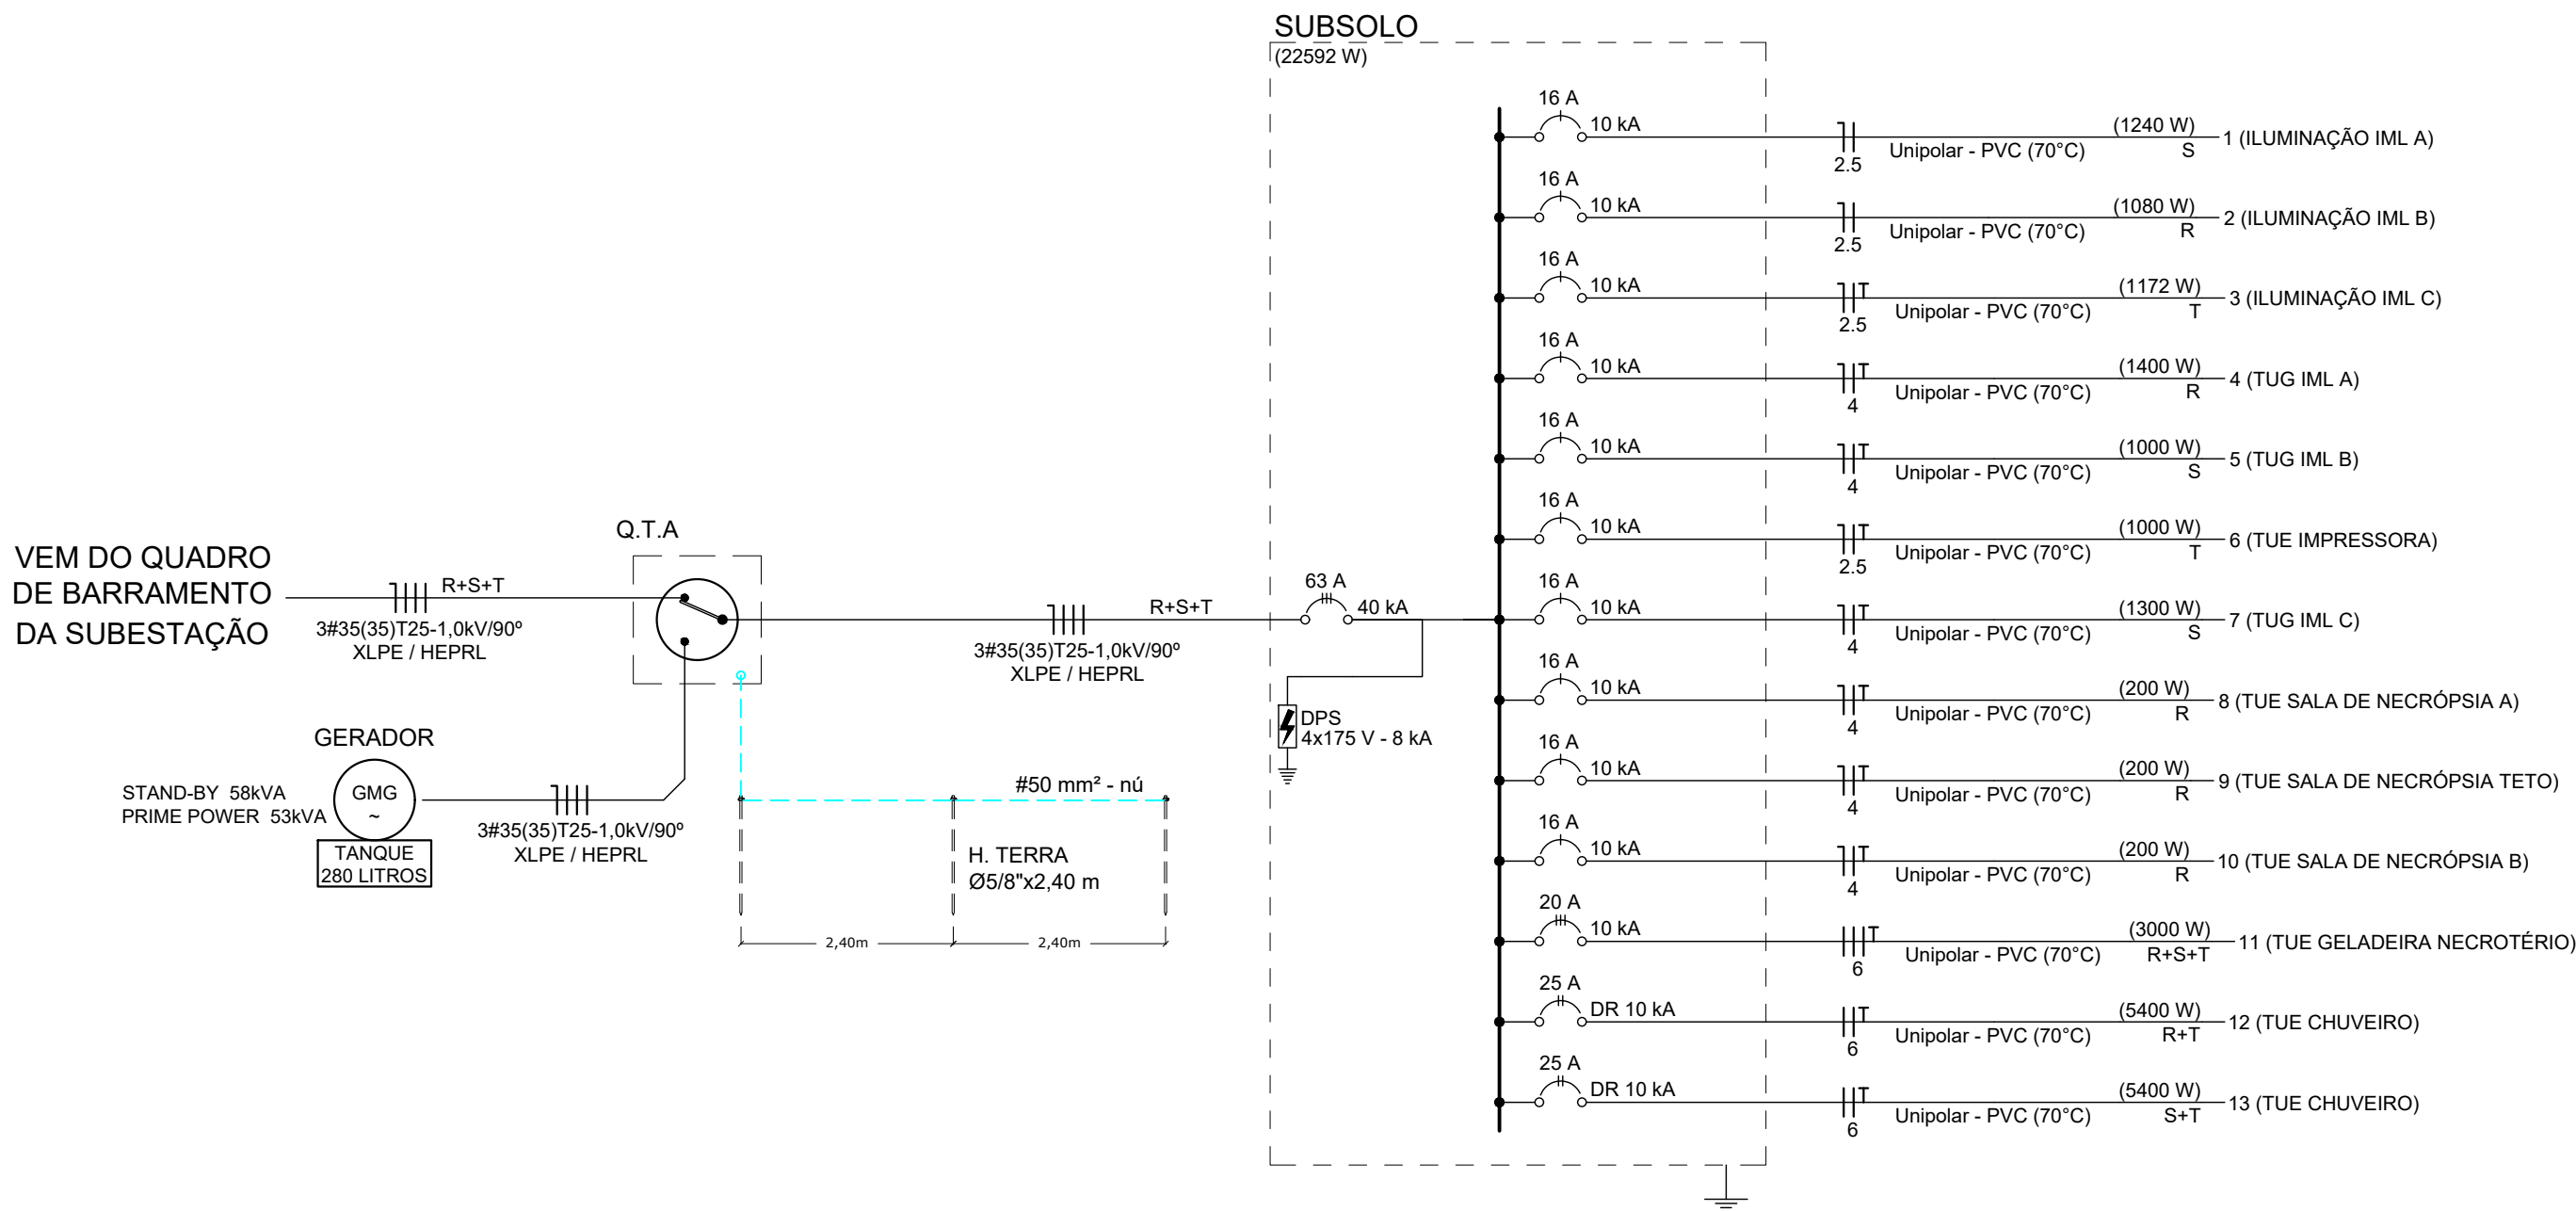 SUBSOLO
(22592 W)
16 A
10 kA
2.5
Unipolar - PVC (70°C)
(1240 W)
S
1 (ILUMINAÇÃO IML A)
16 A
10 kA
2.5
Unipolar - PVC (70°C)
(1080 W)
R
2 (ILUMINAÇÃO IML B)
16 A
10 kA
T
2.5
Unipolar - PVC (70°C)
(1172 W)
T
3 (ILUMINAÇÃO IML C)
16 A
10 kA
T
4
Unipolar - PVC (70°C)
(1400 W)
R
4 (TUG IML A)
16 A
10 kA
T
4
Unipolar - PVC (70°C)
(1000 W)
S
5 (TUG IML B)
16 A
10 kA
T
2.5
Unipolar - PVC (70°C)
(1000 W)
T
6 (TUE IMPRESSORA)
16 A
10 kA
T
4
Unipolar - PVC (70°C)
(1300 W)
S
7 (TUG IML C)
16 A
10 kA
T
4
Unipolar - PVC (70°C)
(200 W)
R
8 (TUE SALA DE NECRÓPSIA A)
16 A
10 kA
T
4
Unipolar - PVC (70°C)
(200 W)
R
9 (TUE SALA DE NECRÓPSIA TETO)
16 A
10 kA
T
4
Unipolar - PVC (70°C)
(200 W)
R
10 (TUE SALA DE NECRÓPSIA B)
20 A
10 kA
T
6
Unipolar - PVC (70°C)
(3000 W)
R+S+T
11 (TUE GELADEIRA NECROTÉRIO)
25 A
DR 10 kA
T
6
Unipolar - PVC (70°C)
(5400 W)
R+T
12 (TUE CHUVEIRO)
25 A
DR 10 kA
T
6
Unipolar - PVC (70°C)
(5400 W)
S+T
13 (TUE CHUVEIRO)
VEM DO QUADRO
DE BARRAMENTO
DA SUBESTAÇÃO
R+S+T
3#35(35)T25-1,0kV/90º
XLPE / HEPRL
Q.T.A
R+S+T
3#35(35)T25-1,0kV/90º
XLPE / HEPRL
63 A
40 kA
DPS
4x175 V - 8 kA
GERADOR
STAND-BY 58kVA
PRIME POWER 53kVA
GMG
~
TANQUE
280 LITROS
3#35(35)T25-1,0kV/90º
XLPE / HEPRL
#50 mm² - nú
H. TERRA
Ø5/8"x2,40 m
2,40m
2,40m